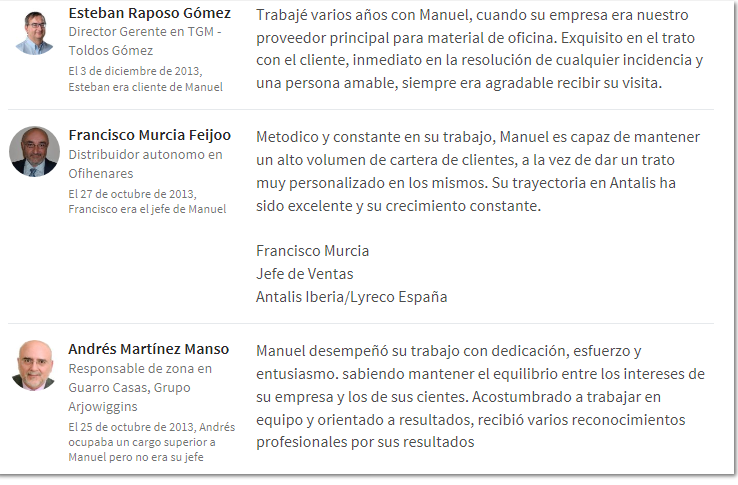 Esteban Raposo Gómez
Director Gerente en TGM -
Toldos Gómez
El 3 de diciembre de 2013,
Esteban era cliente de Manuel
Trabajé varios años con Manuel, cuando su empresa era nuestro
proveedor principal para material de oficina. Exquisito en el trato
con el cliente, inmediato en la resolución de cualquier incidencia y
una persona amable, siempre era agradable recibir su visita.
Francisco Murcia Feijoo
Distribuidor autonomo en
Ofihenares
El 27 de octubre de 2013,
Francisco era el jefe de Manuel
Metodico y constante en su trabajo, Manuel es capaz de mantener
un alto volumen de cartera de clientes, a la vez de dar un trato
muy personalizado en los mismos. Su trayectoria en Antalis ha
sido excelente y su crecimiento constante.
Francisco Murcia
Jefe de Ventas
Antalis Iberia/Lyreco España
Andrés Martínez Manso
Responsable de zona en
Guarro Casas, Grupo
Arjowiggins
El 25 de octubre de 2013, Andrés
ocupaba un cargo superior a
Manuel pero no era su jefe
Manuel desempeñó su trabajo con dedicación, esfuerzo y
entusiasmo. sabiendo mantener el equilibrio entre los intereses de
su empresa y los de sus cientes. Acostumbrado a trabajar en
equipo y orientado a resultados, recibió varios reconocimientos
profesionales por sus resultados